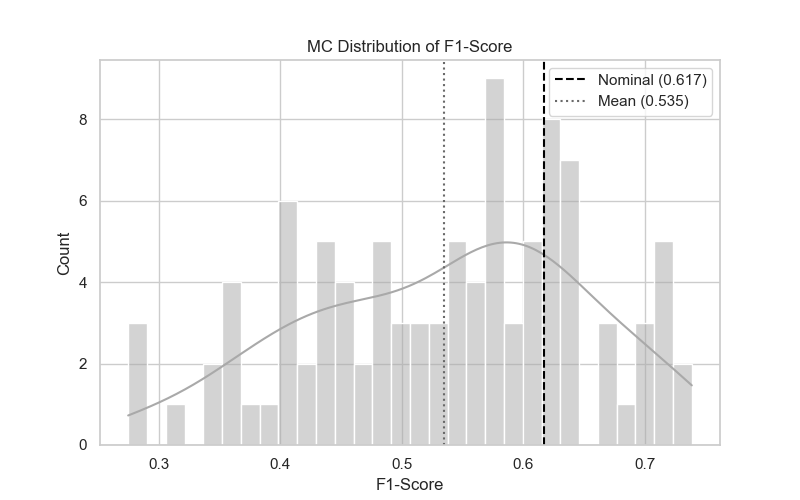 MC Distribution of F1-Score
Nominal (0.617)
Mean (0.535)
Count
8
6
4
2
0
0.3 0.4 0.5 0.6 0.7
F1-Score